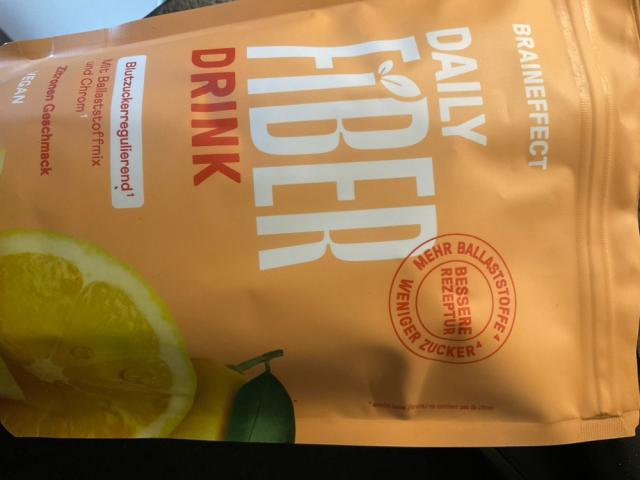 BRAINEFFECT
DAILY
FIBER
DRINK
MEHR BALLASTSTOFFE⁴
BESSERE
REZEPTUR
WENIGER ZUCKER⁴
Blutzuckerregulierend¹
Mit Ballaststoffmix
und Chrom¹
Zitronen Geschmack
VEGAN